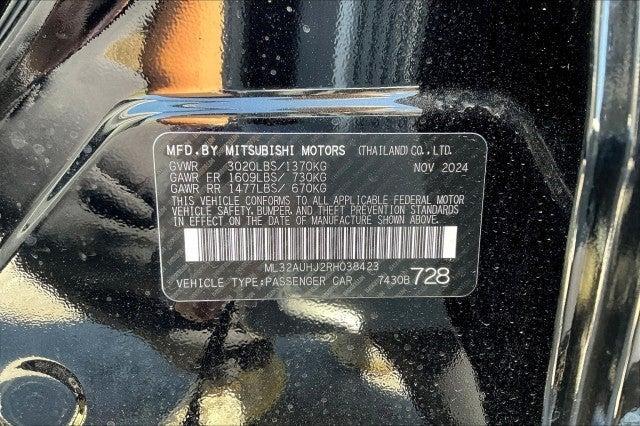 MFD.BY MITSUBISHI MOTORS (THAILAND)CO.,LTD.
GVWR 3020LBS/1370KG NOV 2024
GAWR ER 1609LBS/ 730KG
GAWR RR 1477LBS/ 670KG
THIS VEHICLE CONFORMS TO ALL APPLICABLE FEDERAL MOTOR
VEHICLE SAFETY, BUMPER, AND THEFT PREVENTION STANDARDS
IN EFFECT ON THE DATE OF MANUFACTURE SHOWN ABOVE.
ML32AUHJ2RH038423
VEHICLE TYPE:PASSENGER CAR 7430B 728